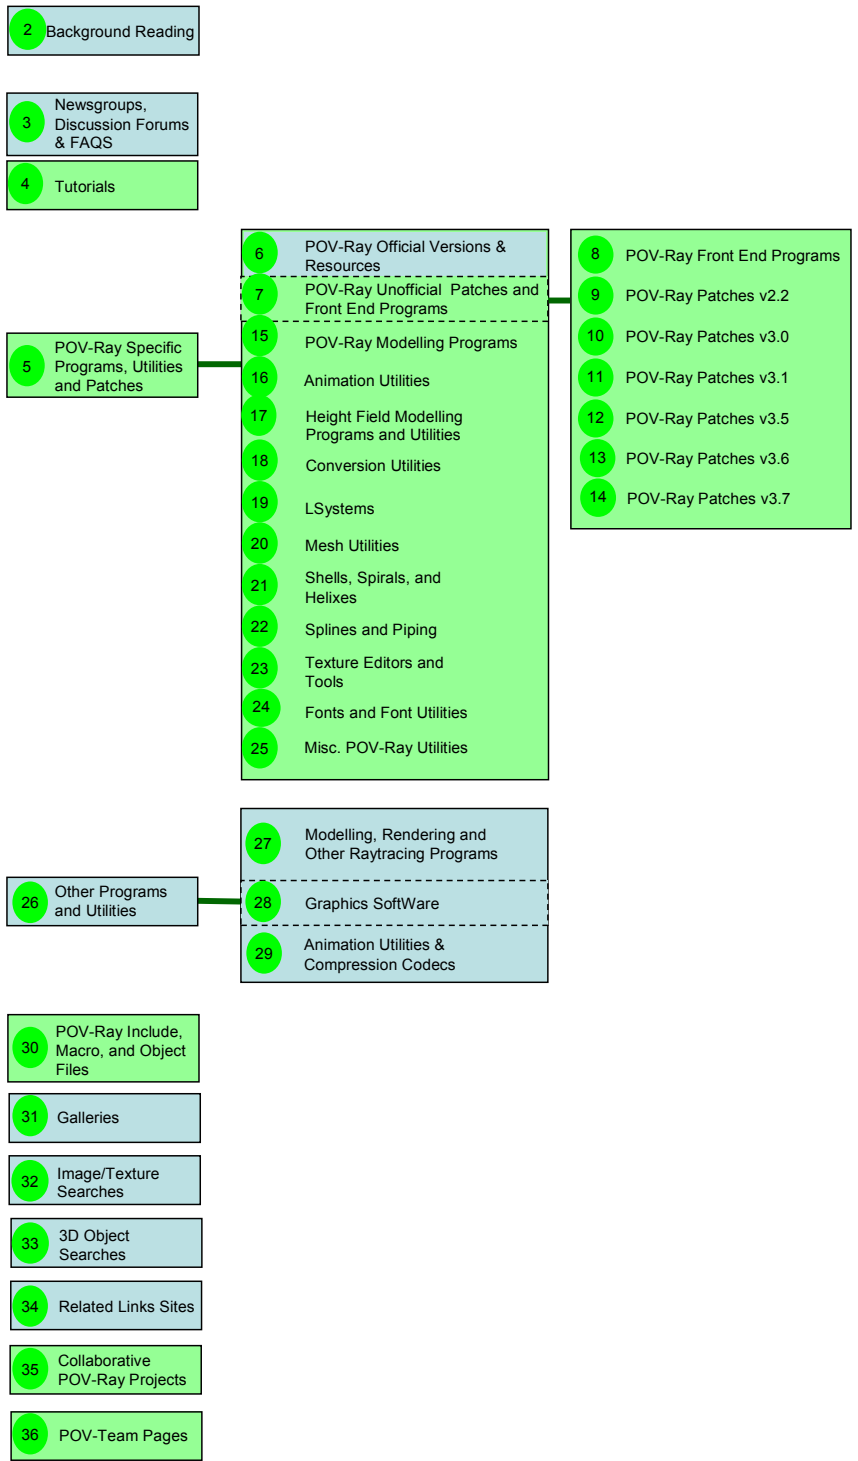 2
Background Reading
3
Newsgroups,
Discussion Forums
& FAQS
4
Tutorials
5
POV-Ray Specific
Programs, Utilities
and Patches
6
POV-Ray Official Versions &
Resources
7
POV-Ray Unofficial Patches and
Front End Programs
8
POV-Ray Front End Programs
9
POV-Ray Patches v2.2
10
POV-Ray Patches v3.0
11
POV-Ray Patches v3.1
12
POV-Ray Patches v3.5
13
POV-Ray Patches v3.6
14
POV-Ray Patches v3.7
15
POV-Ray Modelling Programs
16
Animation Utilities
17
Height Field Modelling
Programs and Utilities
18
Conversion Utilities
19
LSystems
20
Mesh Utilities
21
Shells, Spirals, and
Helixes
22
Splines and Piping
23
Texture Editors and
Tools
24
Fonts and Font Utilities
25
Misc. POV-Ray Utilities
26
Other Programs
and Utilities
27
Modelling, Rendering and
Other Raytracing Programs
28
Graphics SoftWare
29
Animation Utilities &
Compression Codecs
30
POV-Ray Include,
Macro, and Object
Files
31
Galleries
32
Image/Texture
Searches
33
3D Object
Searches
34
Related Links Sites
35
Collaborative
POV-Ray Projects
36
POV-Team Pages